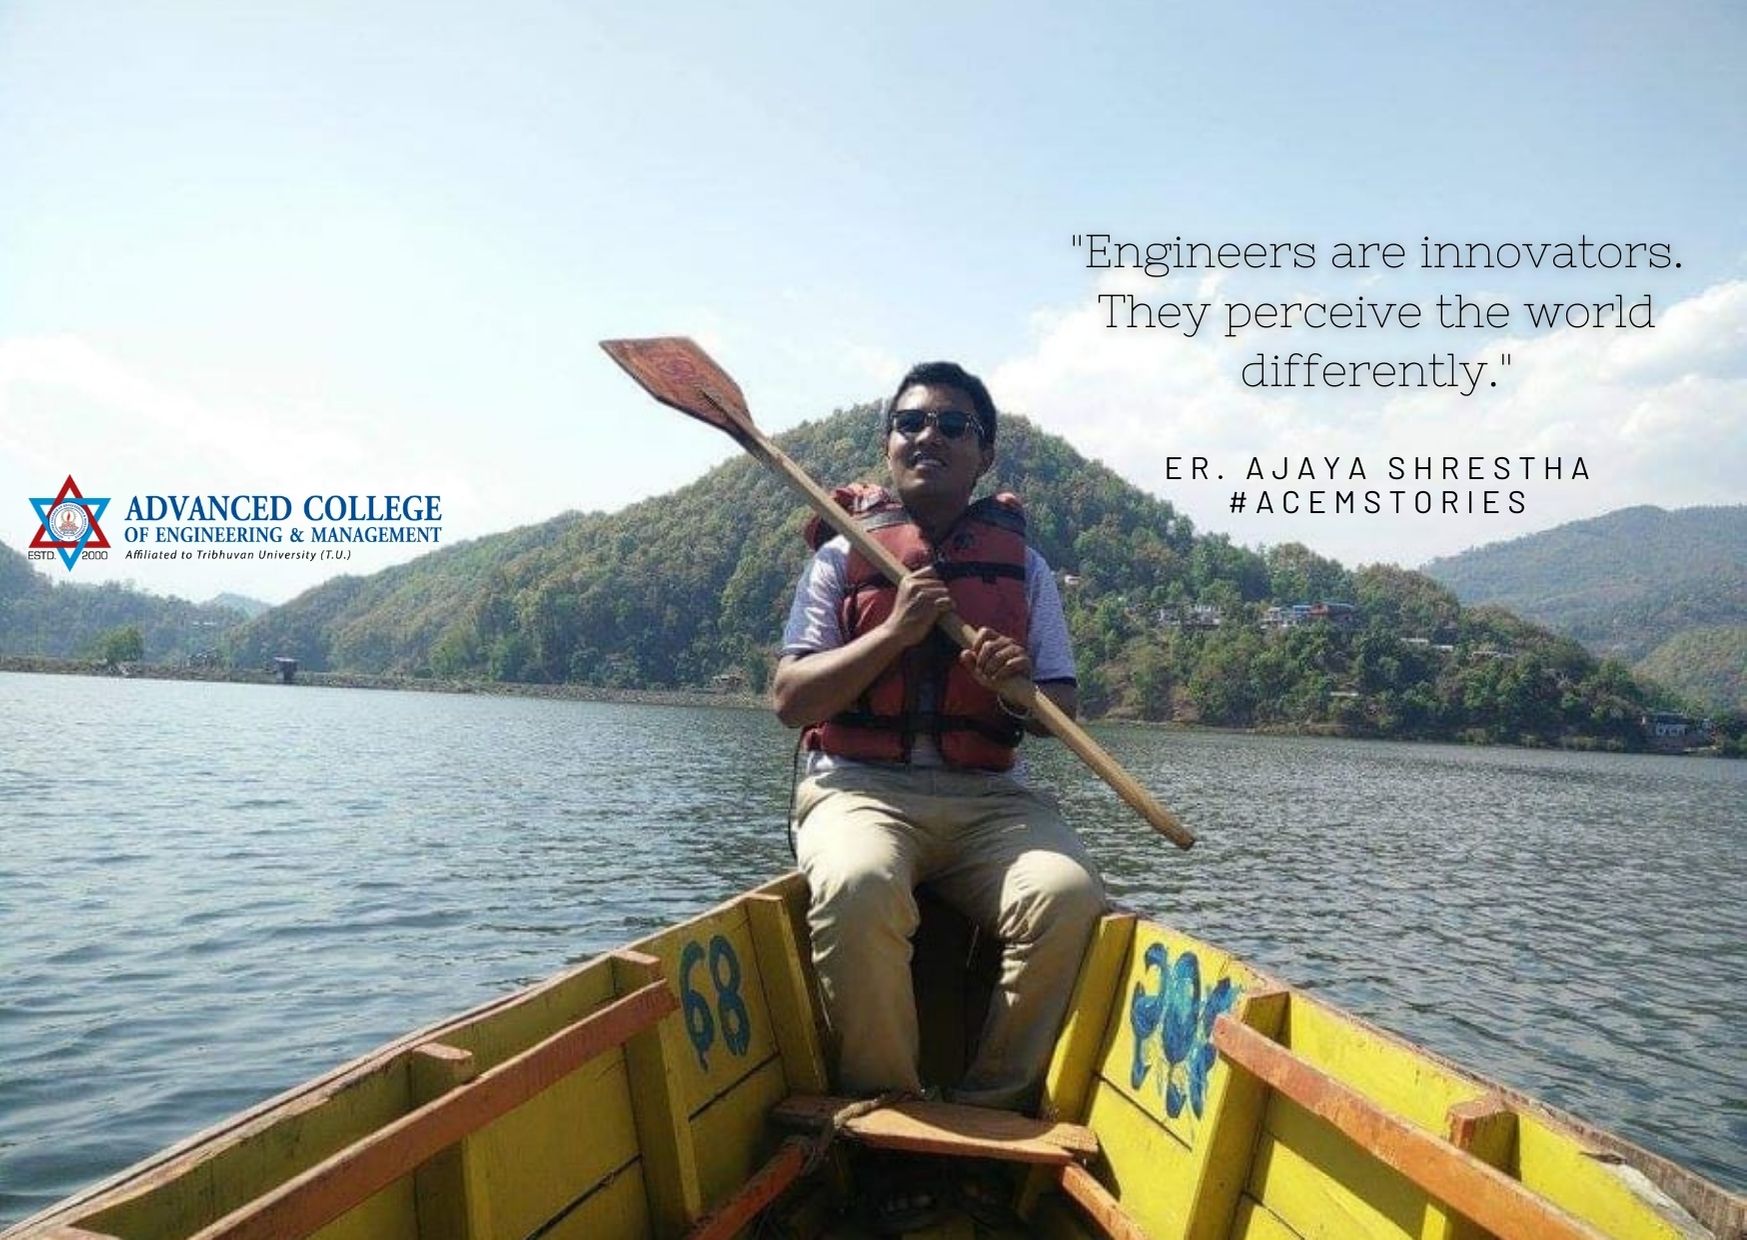 "Engineers are innovators.
They perceive the world
differently."
ER. AJAYA SHRESTHA
#ACEMSTORIES
ADVANCED COLLEGE
OF ENGINEERING & MANAGEMENT
Affiliated to Tribhuvan University (T.U.)
ESTD. 2000
68